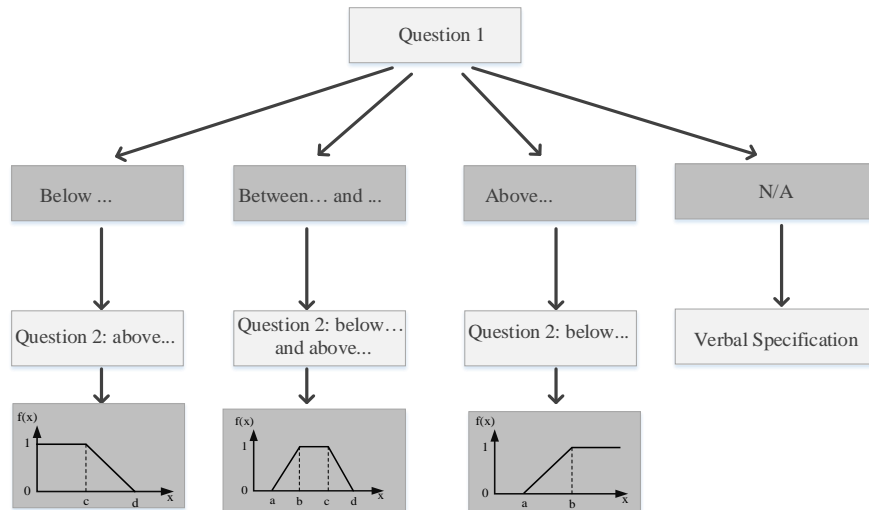 Question 1
Below ...
Between… and ...
Above...
N/A
Question 2: above...
Question 2: below…
and above...
Question 2: below...
Verbal Specification
f(x)
1
0
c
d
x
f(x)
1
0
a
b
c
d
x
f(x)
1
0
a
b
x